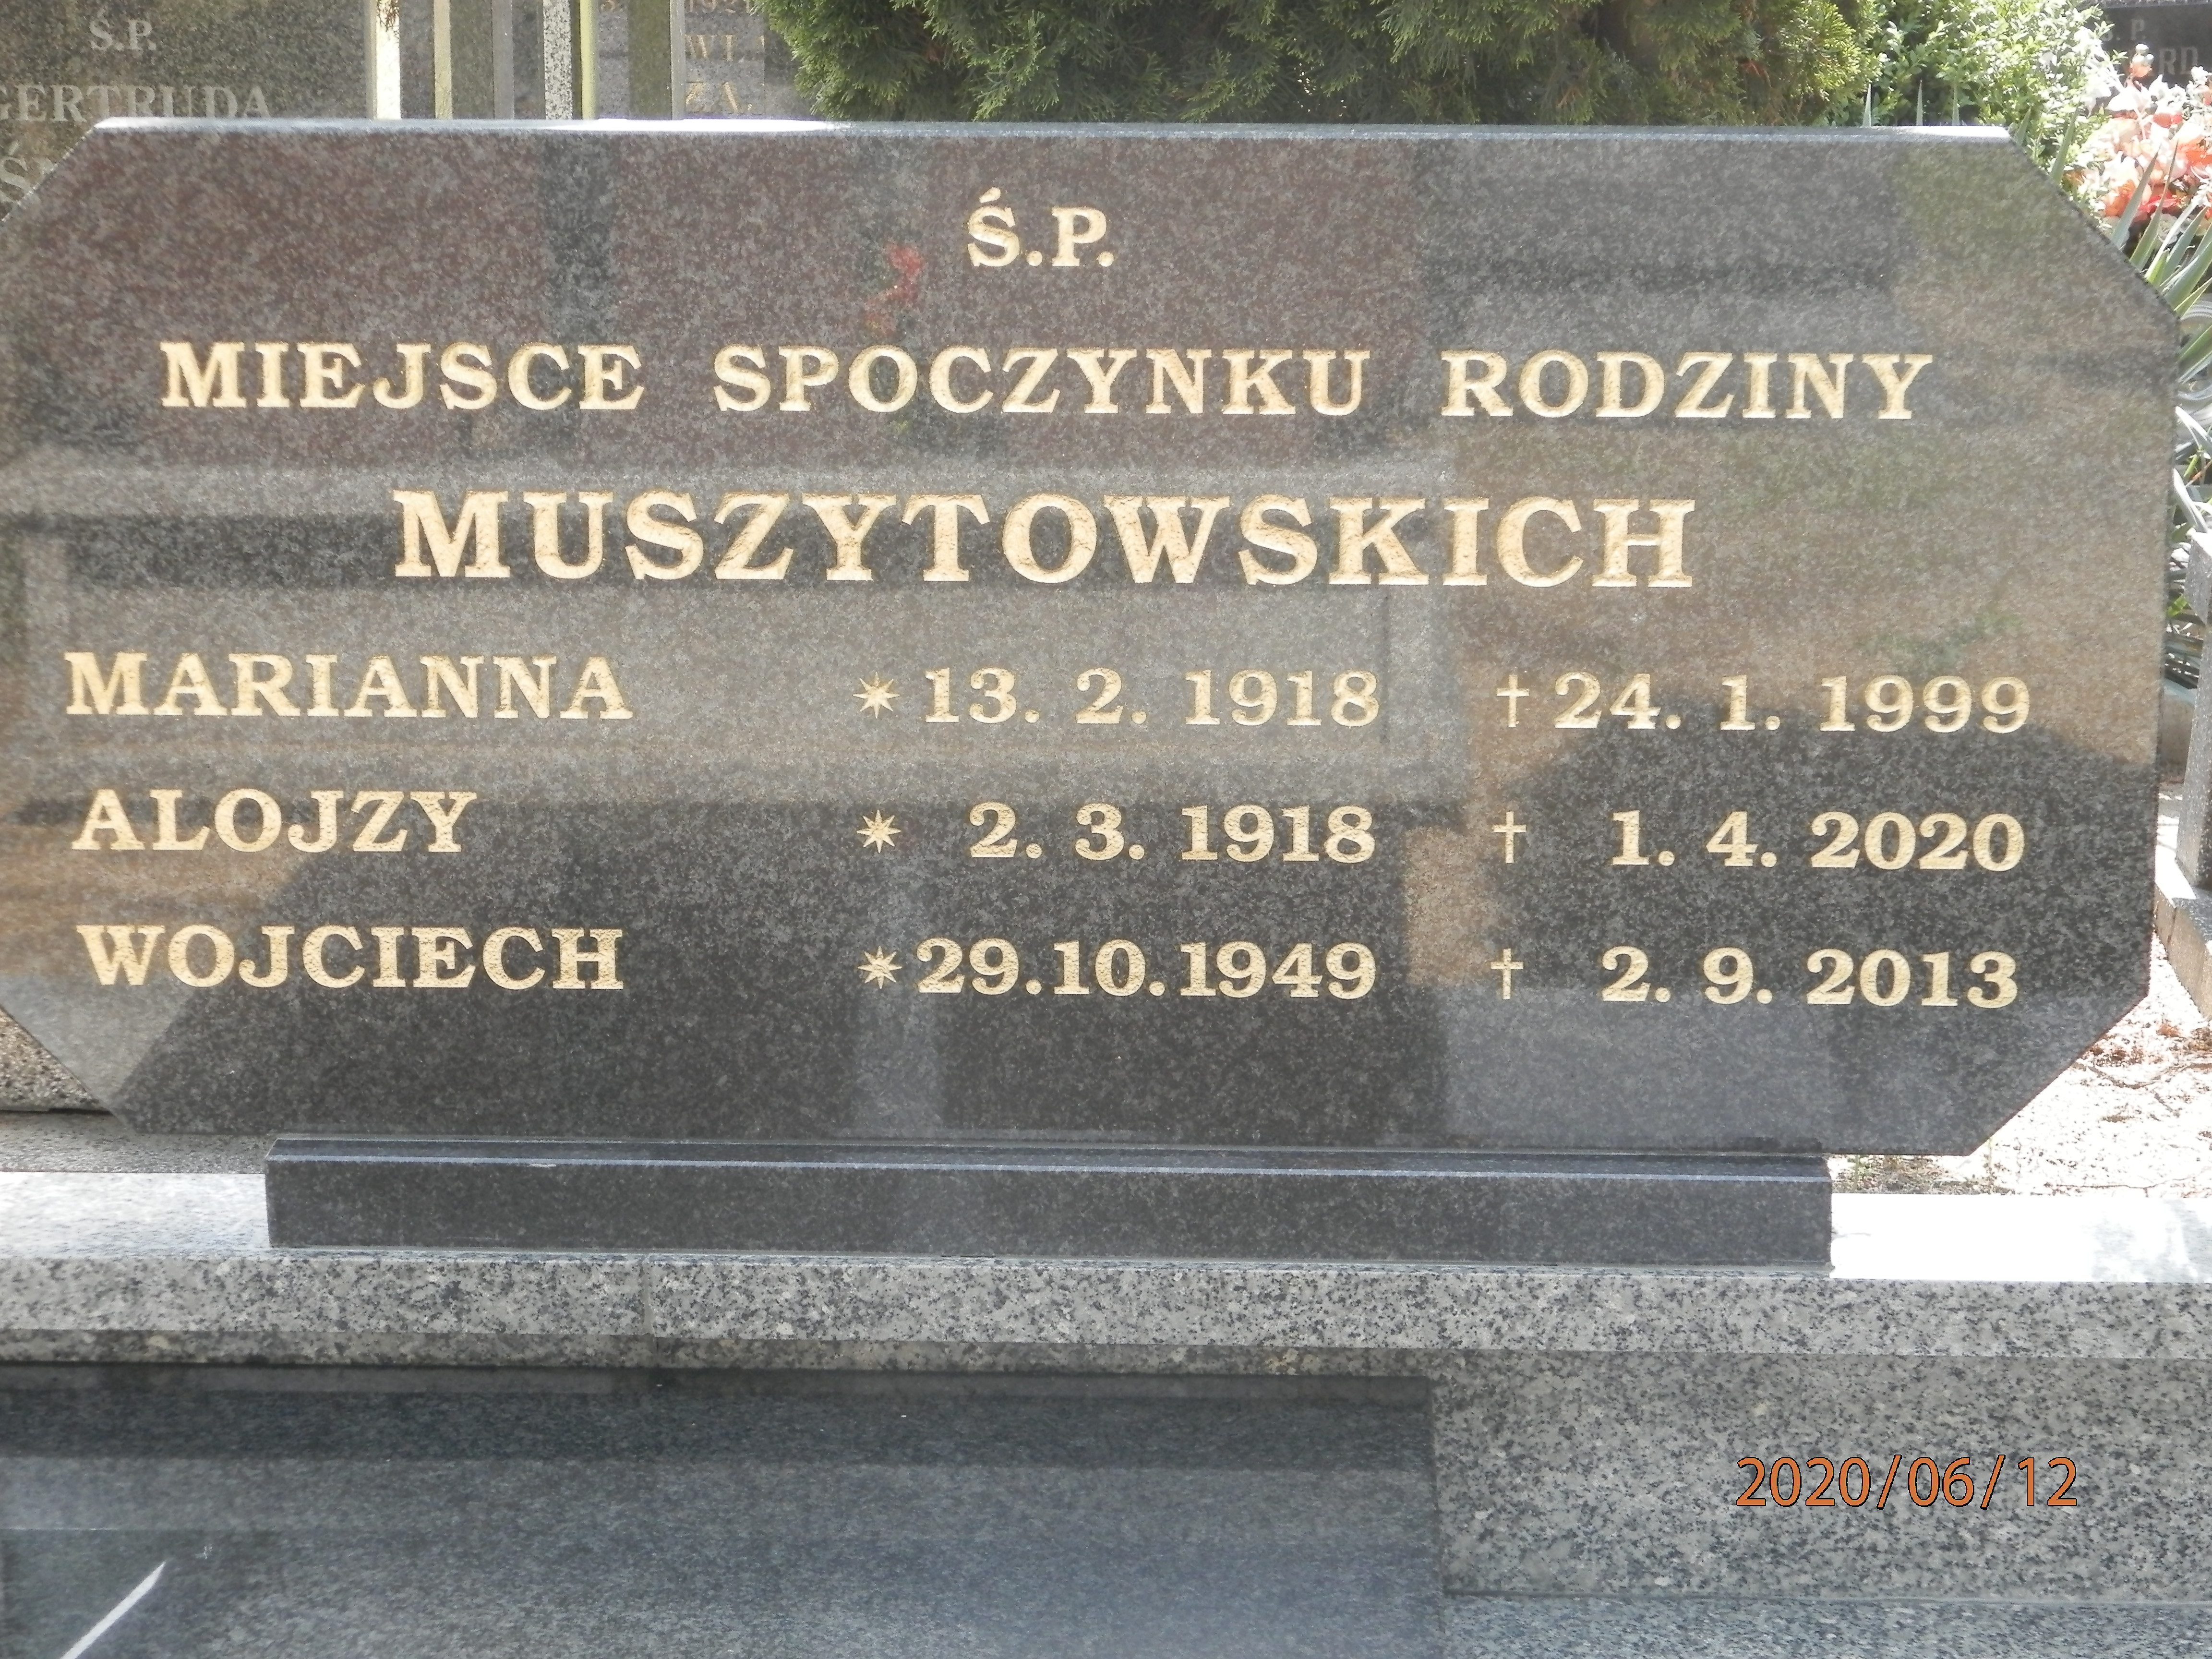 Ś.P.
GERTRUDA
Ś.P.
MIEJSCE SPOCZYNKU RODZINY
MUSZYTOWSKICH
MARIANNA * 13. 2. 1918 † 24. 1. 1999
ALOJZY * 2. 3. 1918 † 1. 4. 2020
WOJCIECH * 29.10.1949 † 2. 9. 2013
2020/06/12